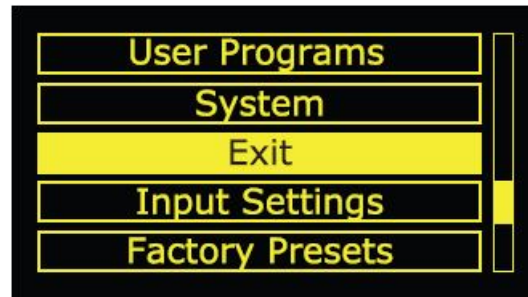 User Programs
System
Exit
Input Settings
Factory Presets